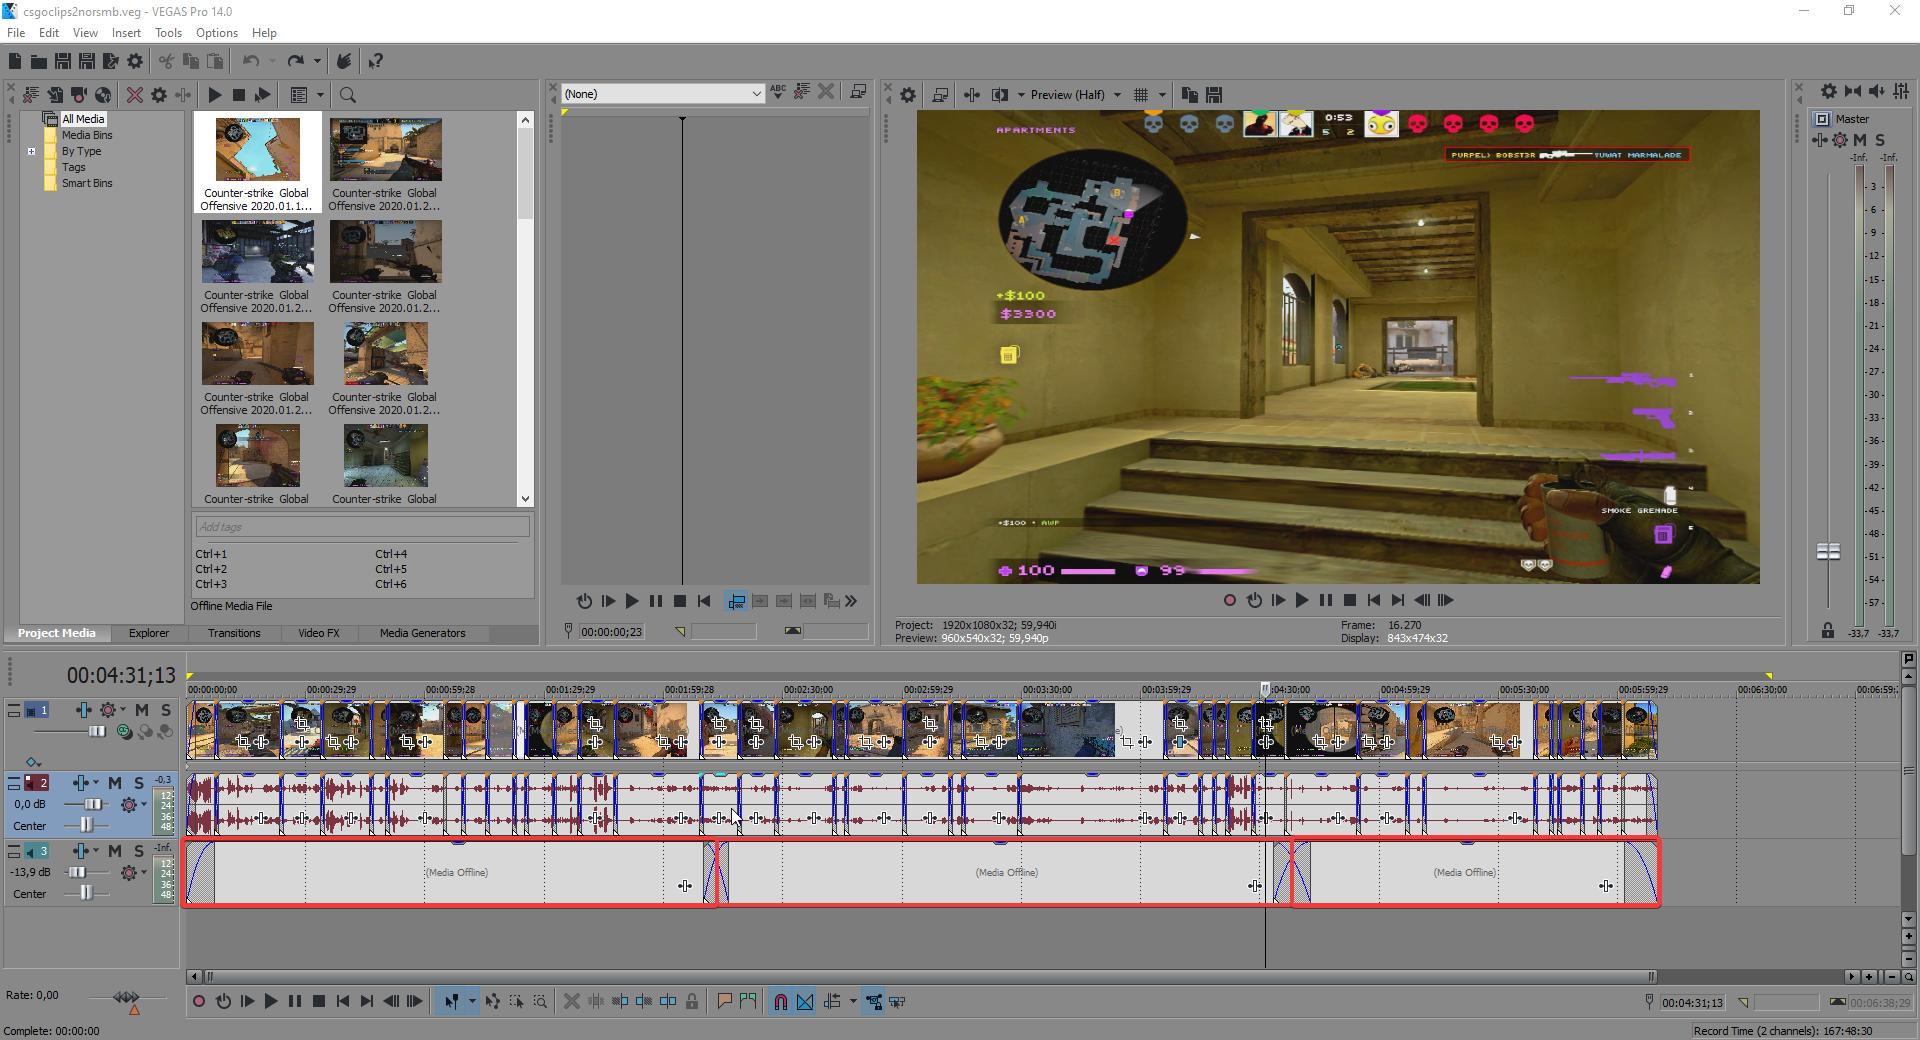 csgoclips2norsmb.veg - VEGAS Pro 14.0
File Edit View Insert Tools Options Help
All Media
Media Bins
By Type
Tags
Smart Bins
Counter-strike Global
Offensive 2020.01.1...
Counter-strike Global
Offensive 2020.01.2...
Counter-strike Global
Offensive 2020.01.2...
Counter-strike Global
Offensive 2020.01.2...
Counter-strike Global
Offensive 2020.01.2...
Counter-strike Global
Offensive 2020.01.2...
Counter-strike Global
Counter-strike Global
Add tags
Ctrl+1 Ctrl+4
Ctrl+2 Ctrl+5
Ctrl+3 Ctrl+6
Offline Media File
Project Media Explorer Transitions Video FX Media Generators
(None)
ABC
00:00:00;23
Preview (Half)
APARTMENTS
0:53
5 2
PURPEL) BOBST3R YUWAT MARMALADE
A
B
+$100
$3300
1
2
3
4
SMOKE GRENADE
5
+$100 • AWP
100 99
Project: 1920x1080x32; 59,940i
Preview: 960x540x32; 59,940p
Frame: 16.270
Display: 843x474x32
Master
M S
-Inf. -Inf.
- 3 -
- 6 -
- 9 -
-12-
-15-
-18-
-21-
-24-
-27-
-30-
-33-
-36-
-39-
-42-
-45-
-48-
-51-
-54-
-57-
-33,7 -33,7
00:04:31;13
00:00:00;00 00:00:29;29 00:00:59;28 00:01:29;29 00:01:59;28 00:02:30;00 00:02:59;29 00:03:30;00 00:03:59;29 :04:30;00 00:04:59;29 00:05:30;00 00:05:59;29 00:06:30;00 00:06:59;
1 M S
2 M S -0,3
0,0 dB
Center
12
24
36
48
3 M S -Inf.
-13,9 dB
Center
12
24
36
48
(Media Offline) (Media Offline) (Media Offline)
Rate: 0,00
00:04:31;13 00:06:38;29
Complete: 00:00:00
Record Time (2 channels): 167:48:30